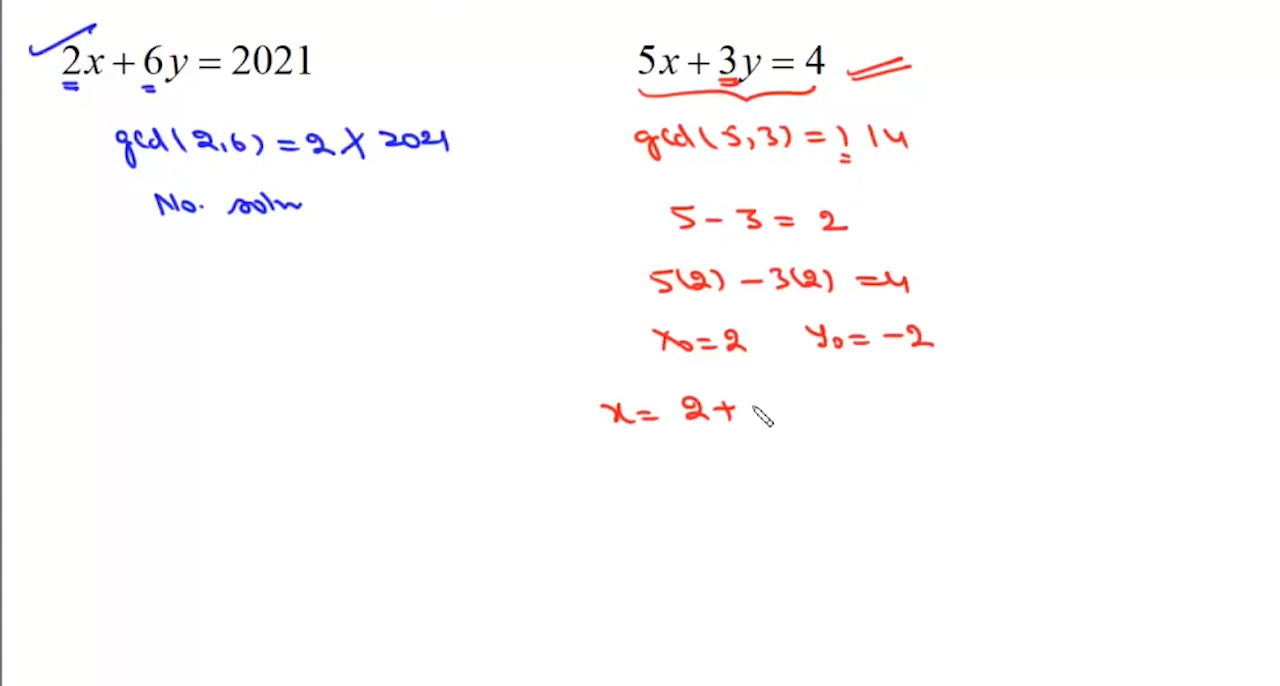 2x + 6y = 2021
gcd(2,6) = 2 ∤ 2021
No. soln
5x + 3y = 4
gcd(5,3) = 1 | 4
5 - 3 = 2
5(2) - 3(2) = 4
x₀ = 2 y₀ = -2
x = 2 +